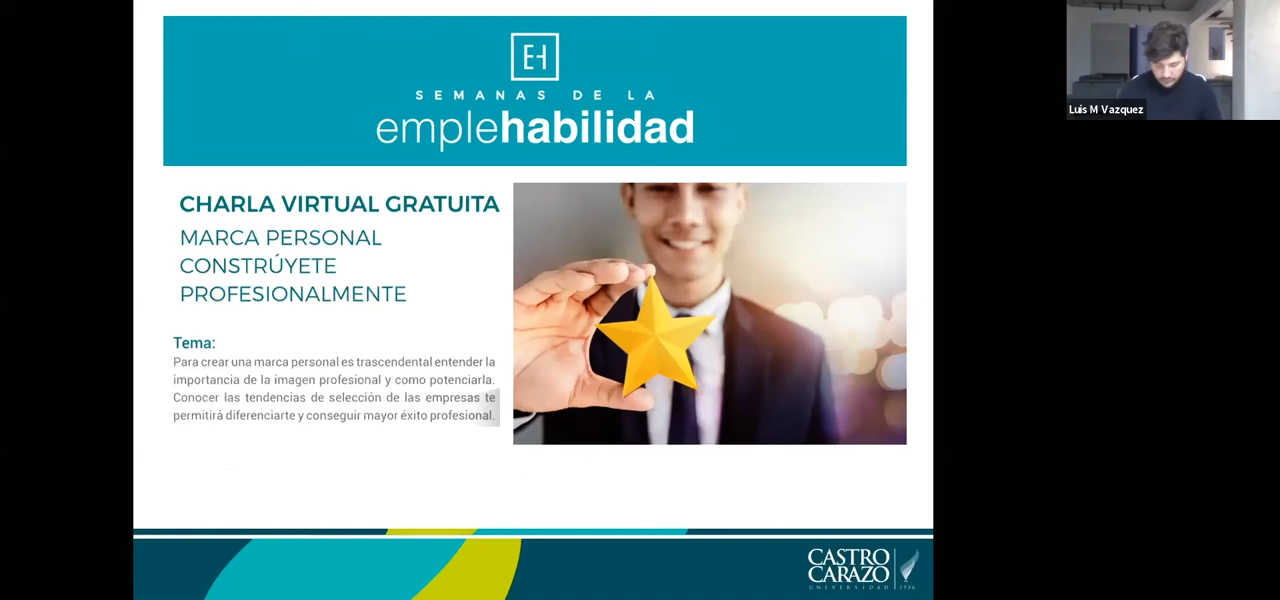 EH
SEMANAS DE LA
emplehabilidad
CHARLA VIRTUAL GRATUITA
MARCA PERSONAL
CONSTRÚYETE
PROFESIONALMENTE
Tema:
Para crear una marca personal es trascendental entender la
importancia de la imagen profesional y como potenciarla.
Conocer las tendencias de selección de las empresas te
permitirá diferenciarte y conseguir mayor éxito profesional.
CASTRO
CARAZO
UNIVERSIDAD 1936
Luis M Vazquez